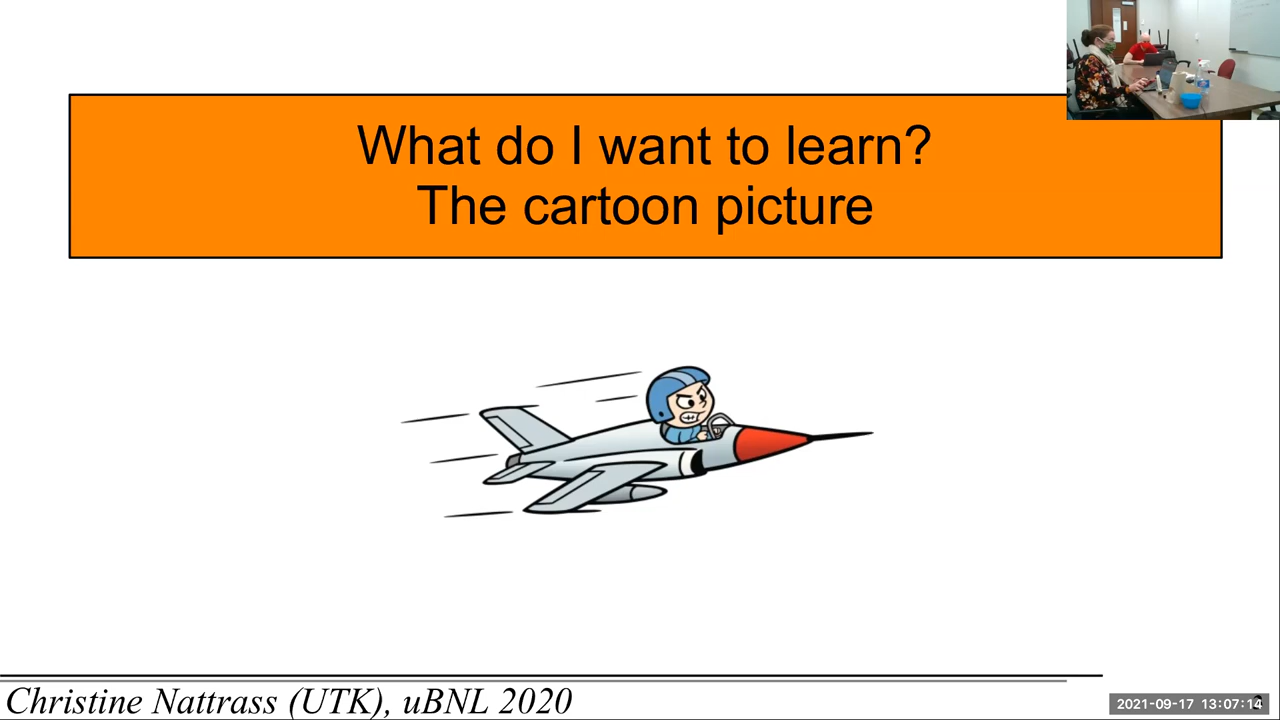 What do I want to learn?
The cartoon picture
Christine Nattrass (UTK), uBNL 2020
2021-09-17 13:07:14